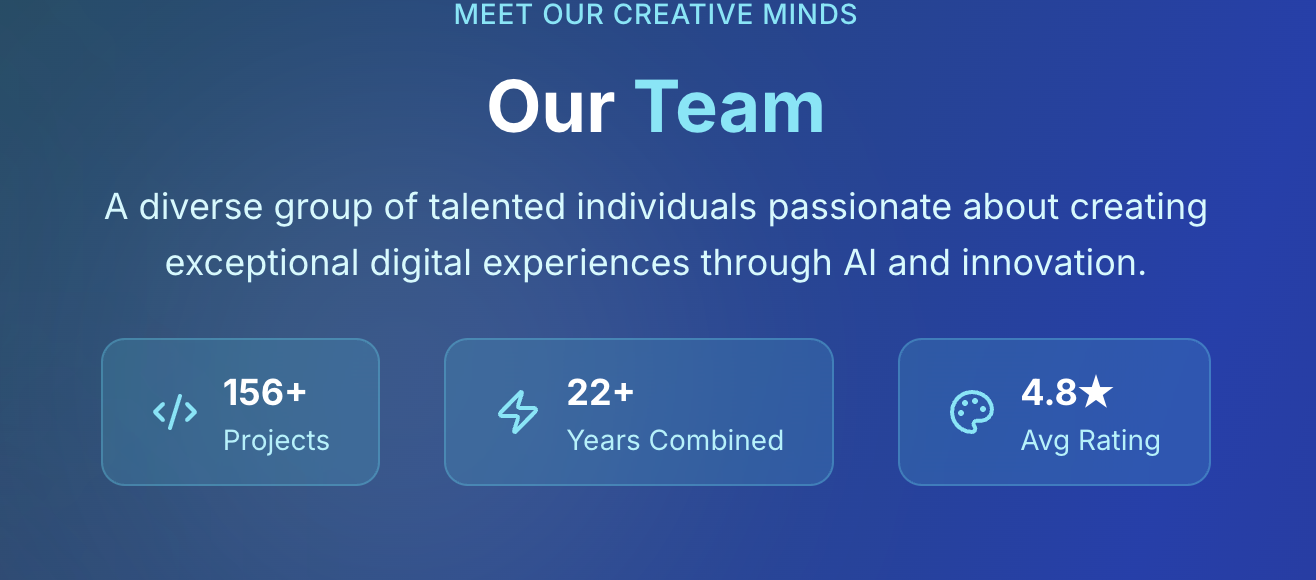 MEET OUR CREATIVE MINDS
Our Team
A diverse group of talented individuals passionate about creating
exceptional digital experiences through AI and innovation.
156+
Projects
22+
Years Combined
4.8★
Avg Rating